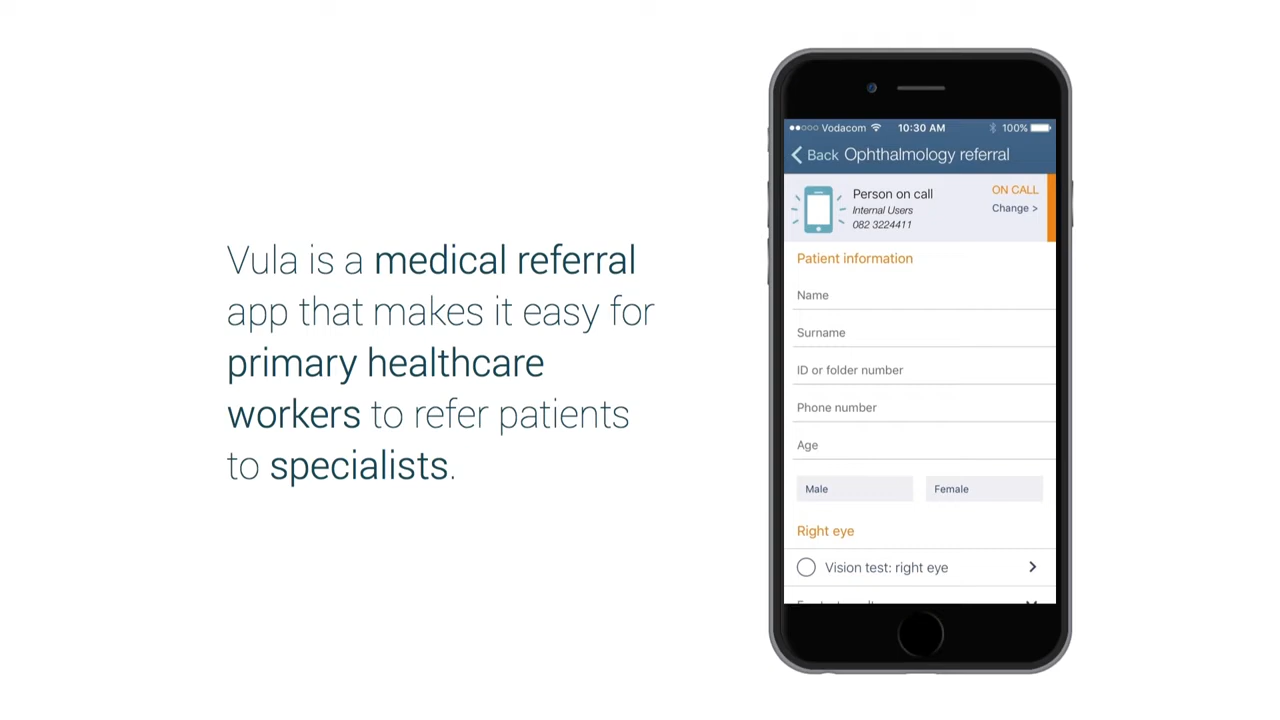 Vula is a medical referral
app that makes it easy for
primary healthcare
workers to refer patients
to specialists.
Vodacom 10:30 AM 100%
Back Ophthalmology referral
Person on call ON CALL
Internal Users Change >
082 3224411
Patient information
Name
Surname
ID or folder number
Phone number
Age
Male Female
Right eye
Vision test: right eye